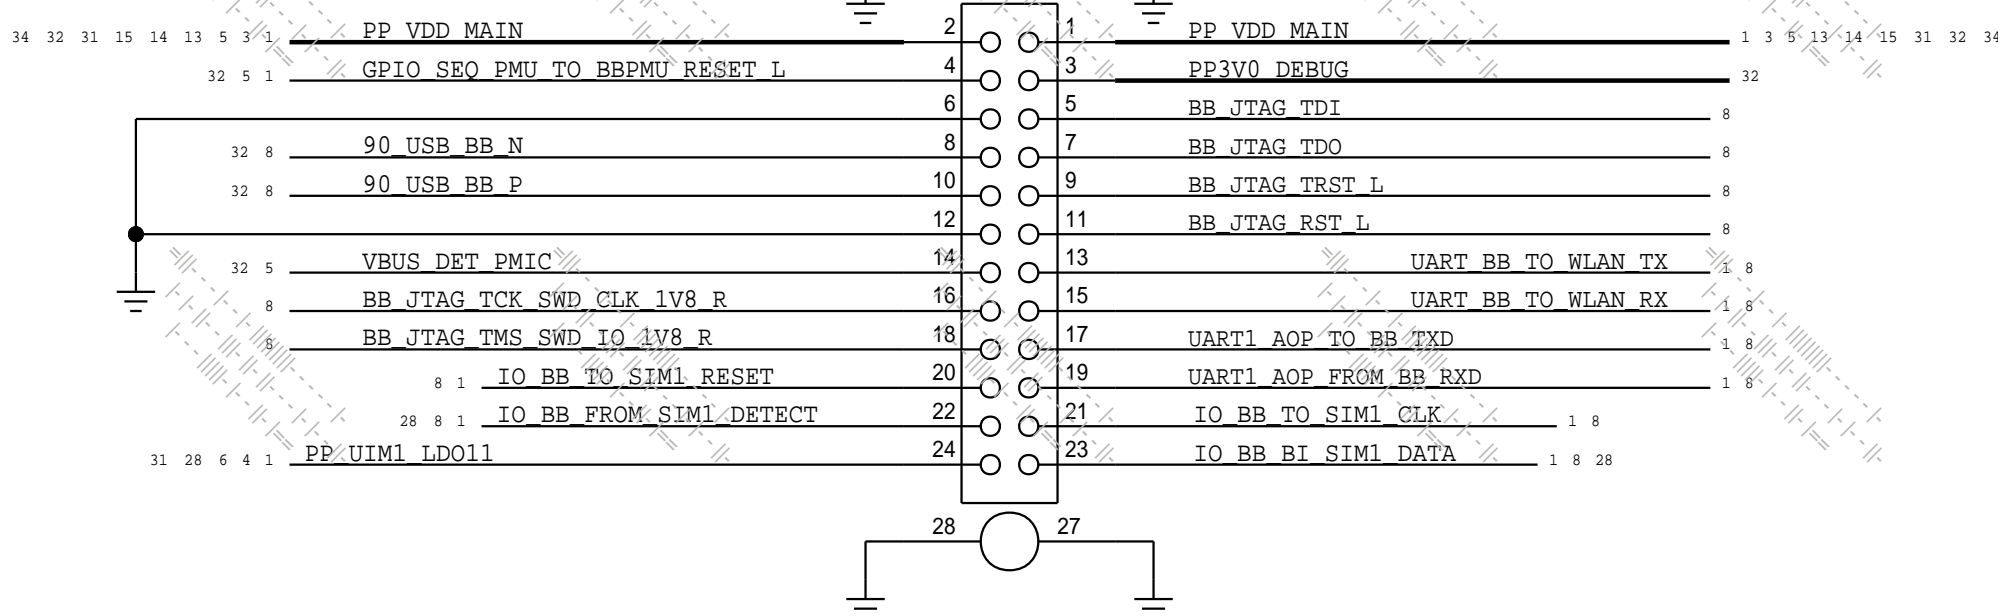 34 32 31 15 14 13 5 3 1 PP_VDD_MAIN 2 1 PP_VDD_MAIN 1 3 5 13 14 15 31 32 34
32 5 1 GPIO_SEQ_PMU_TO_BBPMU_RESET_L 4 3 PP3V0_DEBUG 32
6 5 BB_JTAG_TDI 8
32 8 90_USB_BB_N 8 7 BB_JTAG_TDO 8
32 8 90_USB_BB_P 10 9 BB_JTAG_TRST_L 8
12 11 BB_JTAG_RST_L 8
32 5 VBUS_DET_PMIC 14 13 UART_BB_TO_WLAN_TX 1 8
8 BB_JTAG_TCK_SWD_CLK_1V8_R 16 15 UART_BB_TO_WLAN_RX 1 8
8 BB_JTAG_TMS_SWD_IO_1V8_R 18 17 UART1_AOP_TO_BB_TXD 1 8
8 1 IO_BB_TO_SIM1_RESET 20 19 UART1_AOP_FROM_BB_RXD 1 8
28 8 1 IO_BB_FROM_SIM1_DETECT 22 21 IO_BB_TO_SIM1_CLK 1 8
31 28 6 4 1 PP_UIM1_LDO11 24 23 IO_BB_BI_SIM1_DATA 1 8 28
28 27